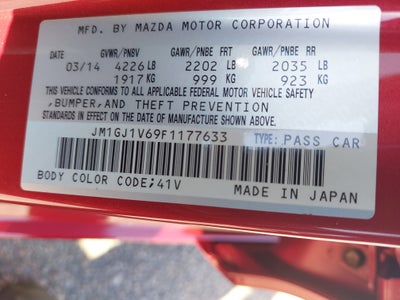 MFD. BY MAZDA MOTOR CORPORATION
DATE GVWR/PNBV GAWR/PNBE FRT GAWR/PNBE RR
03/14 4226 LB 2202 LB 2035 LB
1917 KG 999 KG 923 KG
THIS VEHICLE CONFORMS TO ALL APPLICABLE FEDERAL MOTOR VEHICLE SAFETY
,BUMPER,AND THEFT PREVENTION
STANDARDS IN EFFECT ON THE DATE OF MANUFACTURE SHOWN ABOVE.
JM1GJ1V69F1177633 TYPE:PASS CAR
BODY COLOR CODE;41V MADE IN JAPAN